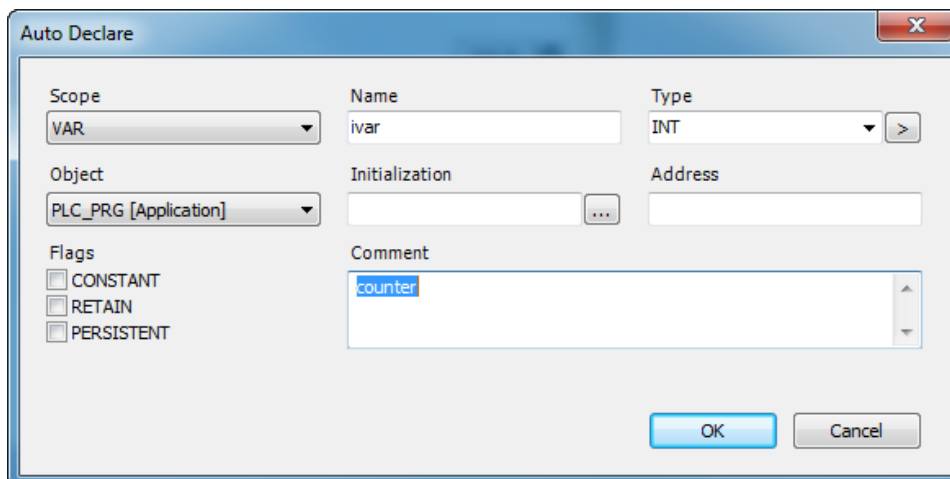 Auto Declare
Scope Name Type
VAR ivar INT >
Object Initialization Address
PLC_PRG [Application] ...
Flags Comment
CONSTANT counter
RETAIN
PERSISTENT
OK Cancel